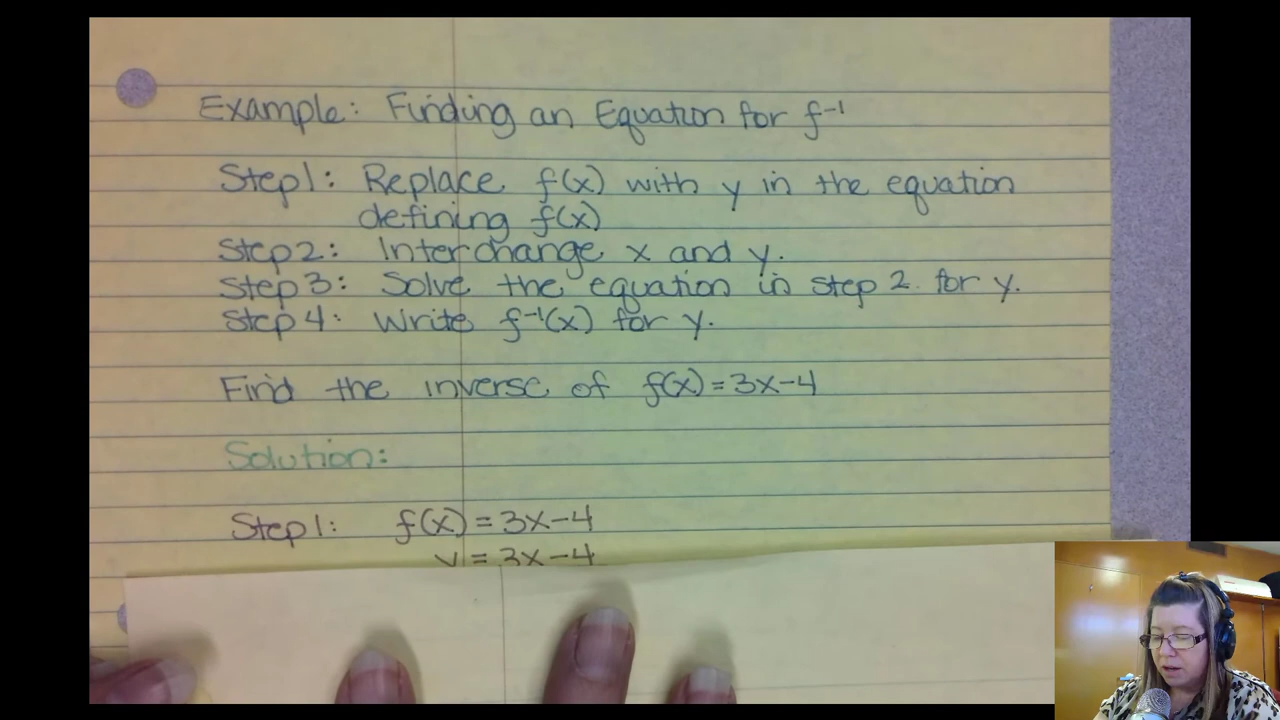 Example: Finding an Equation for f⁻¹
Step1: Replace f(x) with y in the equation
defining f(x)
Step2: Interchange x and y.
Step3: Solve the equation in step 2 for y.
Step4: Write f⁻¹(x) for y.
Find the inverse of f(x)=3x-4
Solution:
Step1: f(x) = 3x-4
y = 3x-4